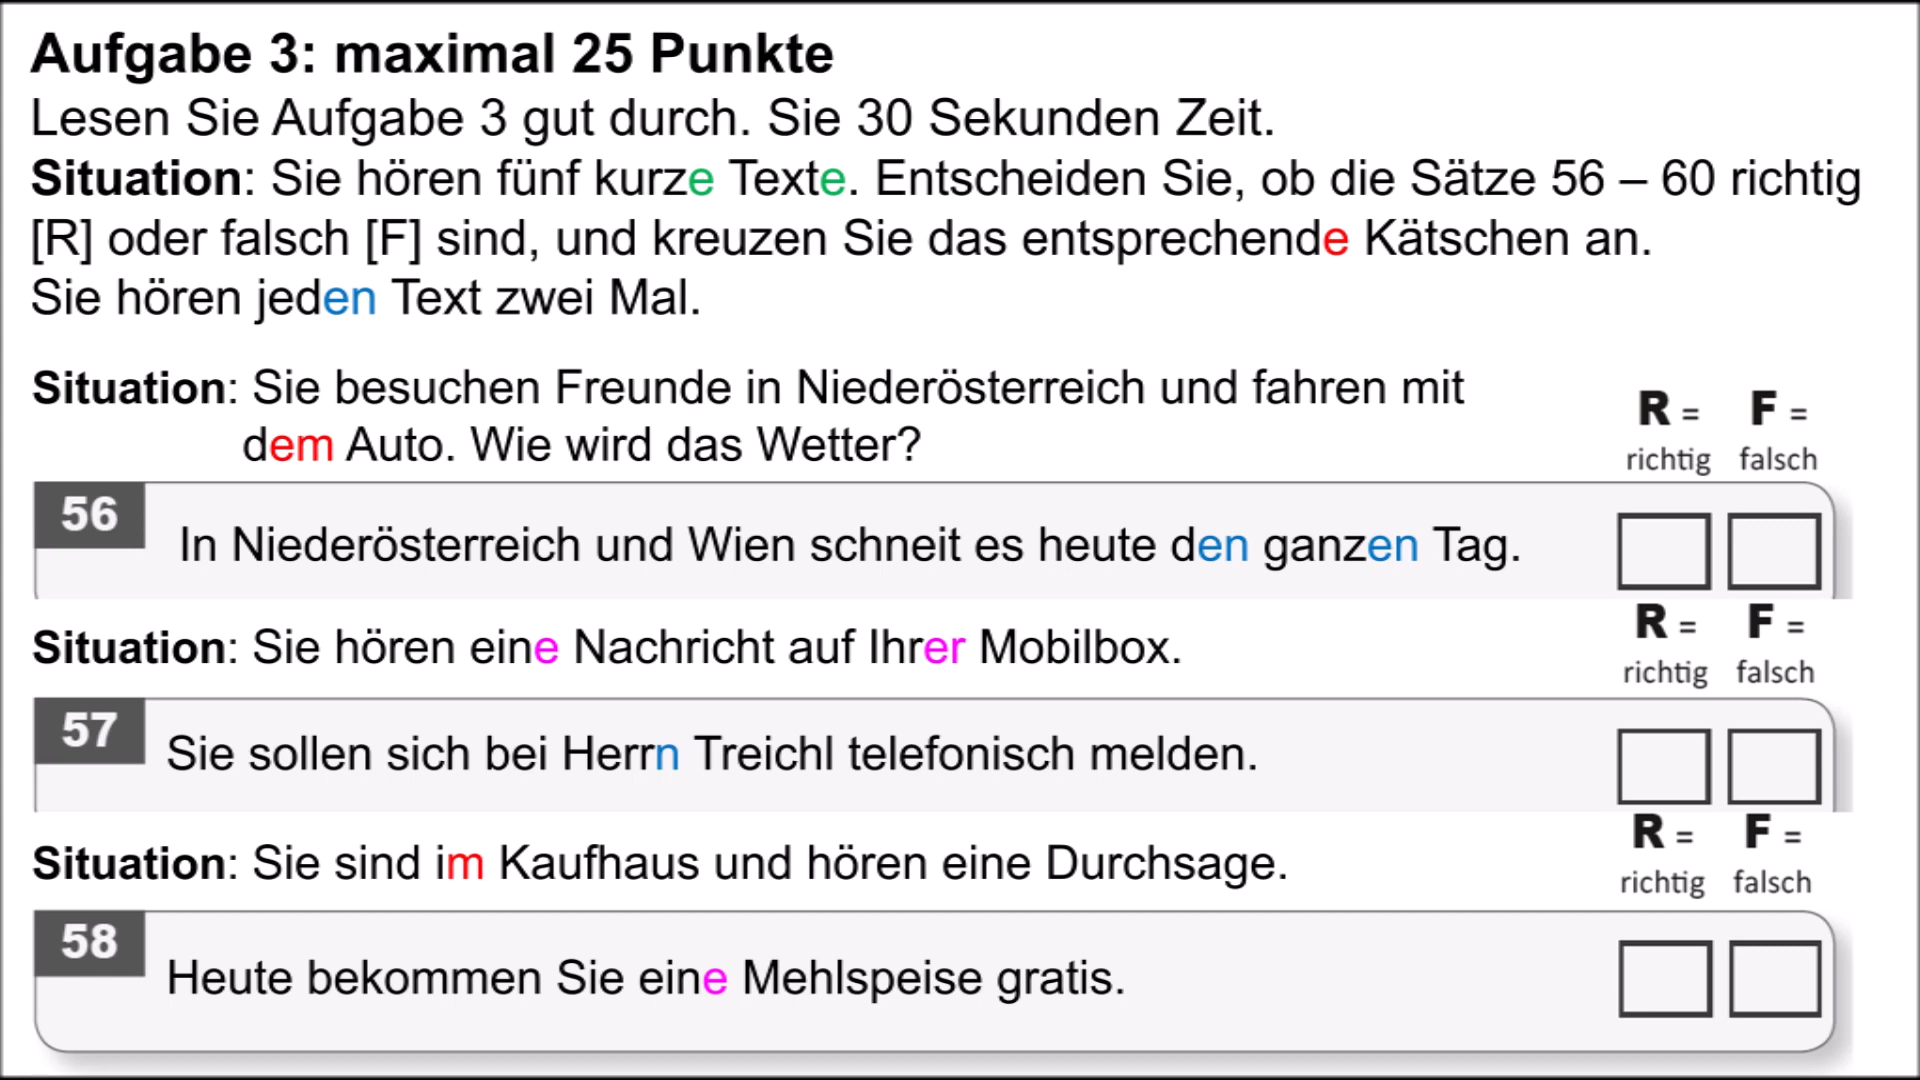 Aufgabe 3: maximal 25 Punkte
Lesen Sie Aufgabe 3 gut durch. Sie 30 Sekunden Zeit.
Situation: Sie hören fünf kurze Texte. Entscheiden Sie, ob die Sätze 56 – 60 richtig
[R] oder falsch [F] sind, und kreuzen Sie das entsprechende Kätschen an.
Sie hören jeden Text zwei Mal.
Situation: Sie besuchen Freunde in Niederösterreich und fahren mit
dem Auto. Wie wird das Wetter?
R = F =
richtig falsch
56
In Niederösterreich und Wien schneit es heute den ganzen Tag.
R = F =
Situation: Sie hören eine Nachricht auf Ihrer Mobilbox.
richtig falsch
57
Sie sollen sich bei Herrn Treichl telefonisch melden.
R = F =
Situation: Sie sind im Kaufhaus und hören eine Durchsage.
richtig falsch
58
Heute bekommen Sie eine Mehlspeise gratis.